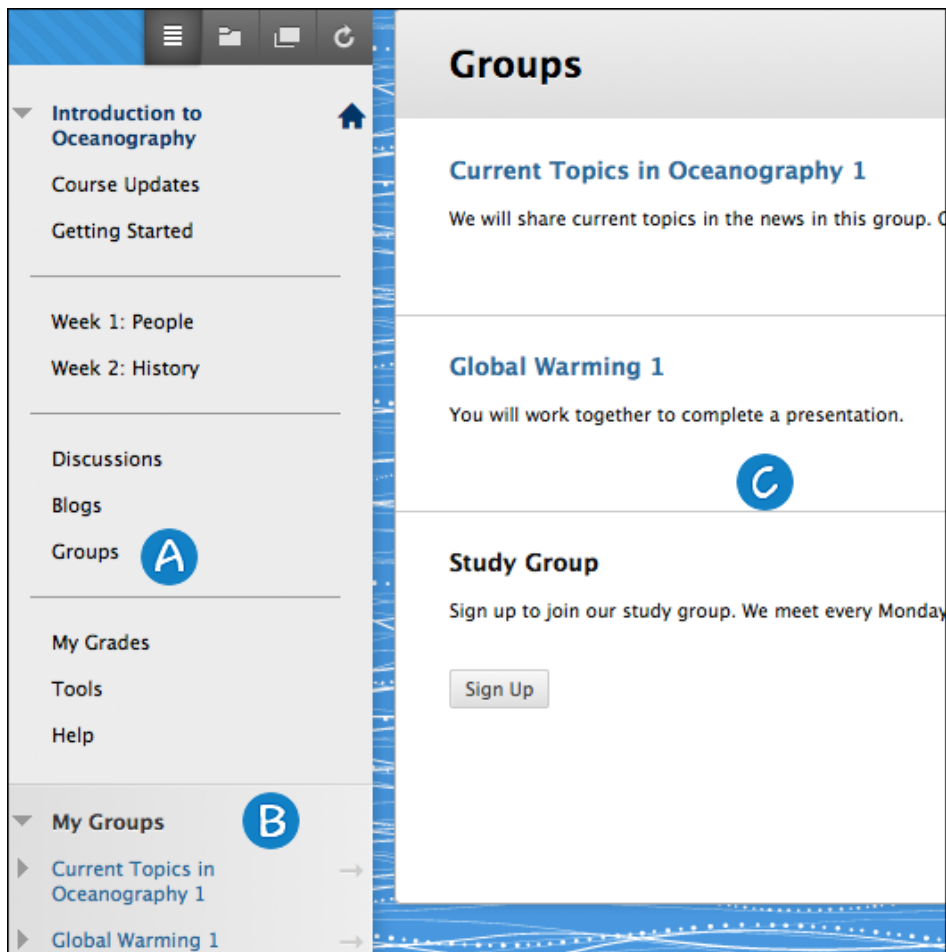 Introduction to
Oceanography
Course Updates
Getting Started
Week 1: People
Week 2: History
Discussions
Blogs
Groups A
My Grades
Tools
Help
My Groups B
Current Topics in
Oceanography 1
Global Warming 1
Groups
Current Topics in Oceanography 1
We will share current topics in the news in this group.
Global Warming 1
You will work together to complete a presentation.
C
Study Group
Sign up to join our study group. We meet every Monday
Sign Up